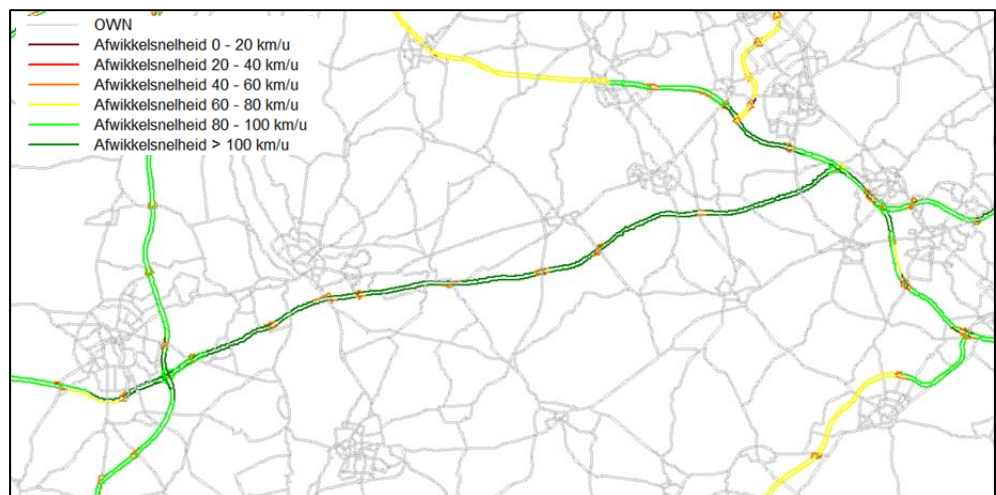 OWN
Afwikkelsnelheid 0 - 20 km/u
Afwikkelsnelheid 20 - 40 km/u
Afwikkelsnelheid 40 - 60 km/u
Afwikkelsnelheid 60 - 80 km/u
Afwikkelsnelheid 80 - 100 km/u
Afwikkelsnelheid > 100 km/u